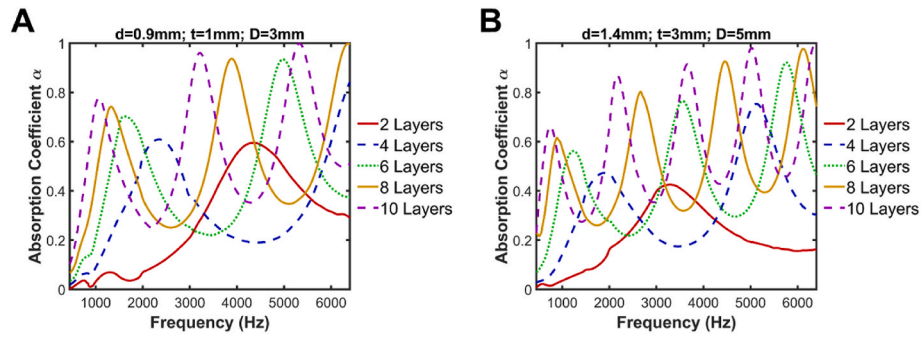 A
d=0.9mm; t=1mm; D=3mm
Absorption Coefficient α
1
0.8
0.6
0.4
0.2
0
1000 2000 3000 4000 5000 6000
Frequency (Hz)
2 Layers
4 Layers
6 Layers
8 Layers
10 Layers
B
d=1.4mm; t=3mm; D=5mm
Absorption Coefficient α
1
0.8
0.6
0.4
0.2
0
1000 2000 3000 4000 5000 6000
Frequency (Hz)
2 Layers
4 Layers
6 Layers
8 Layers
10 Layers